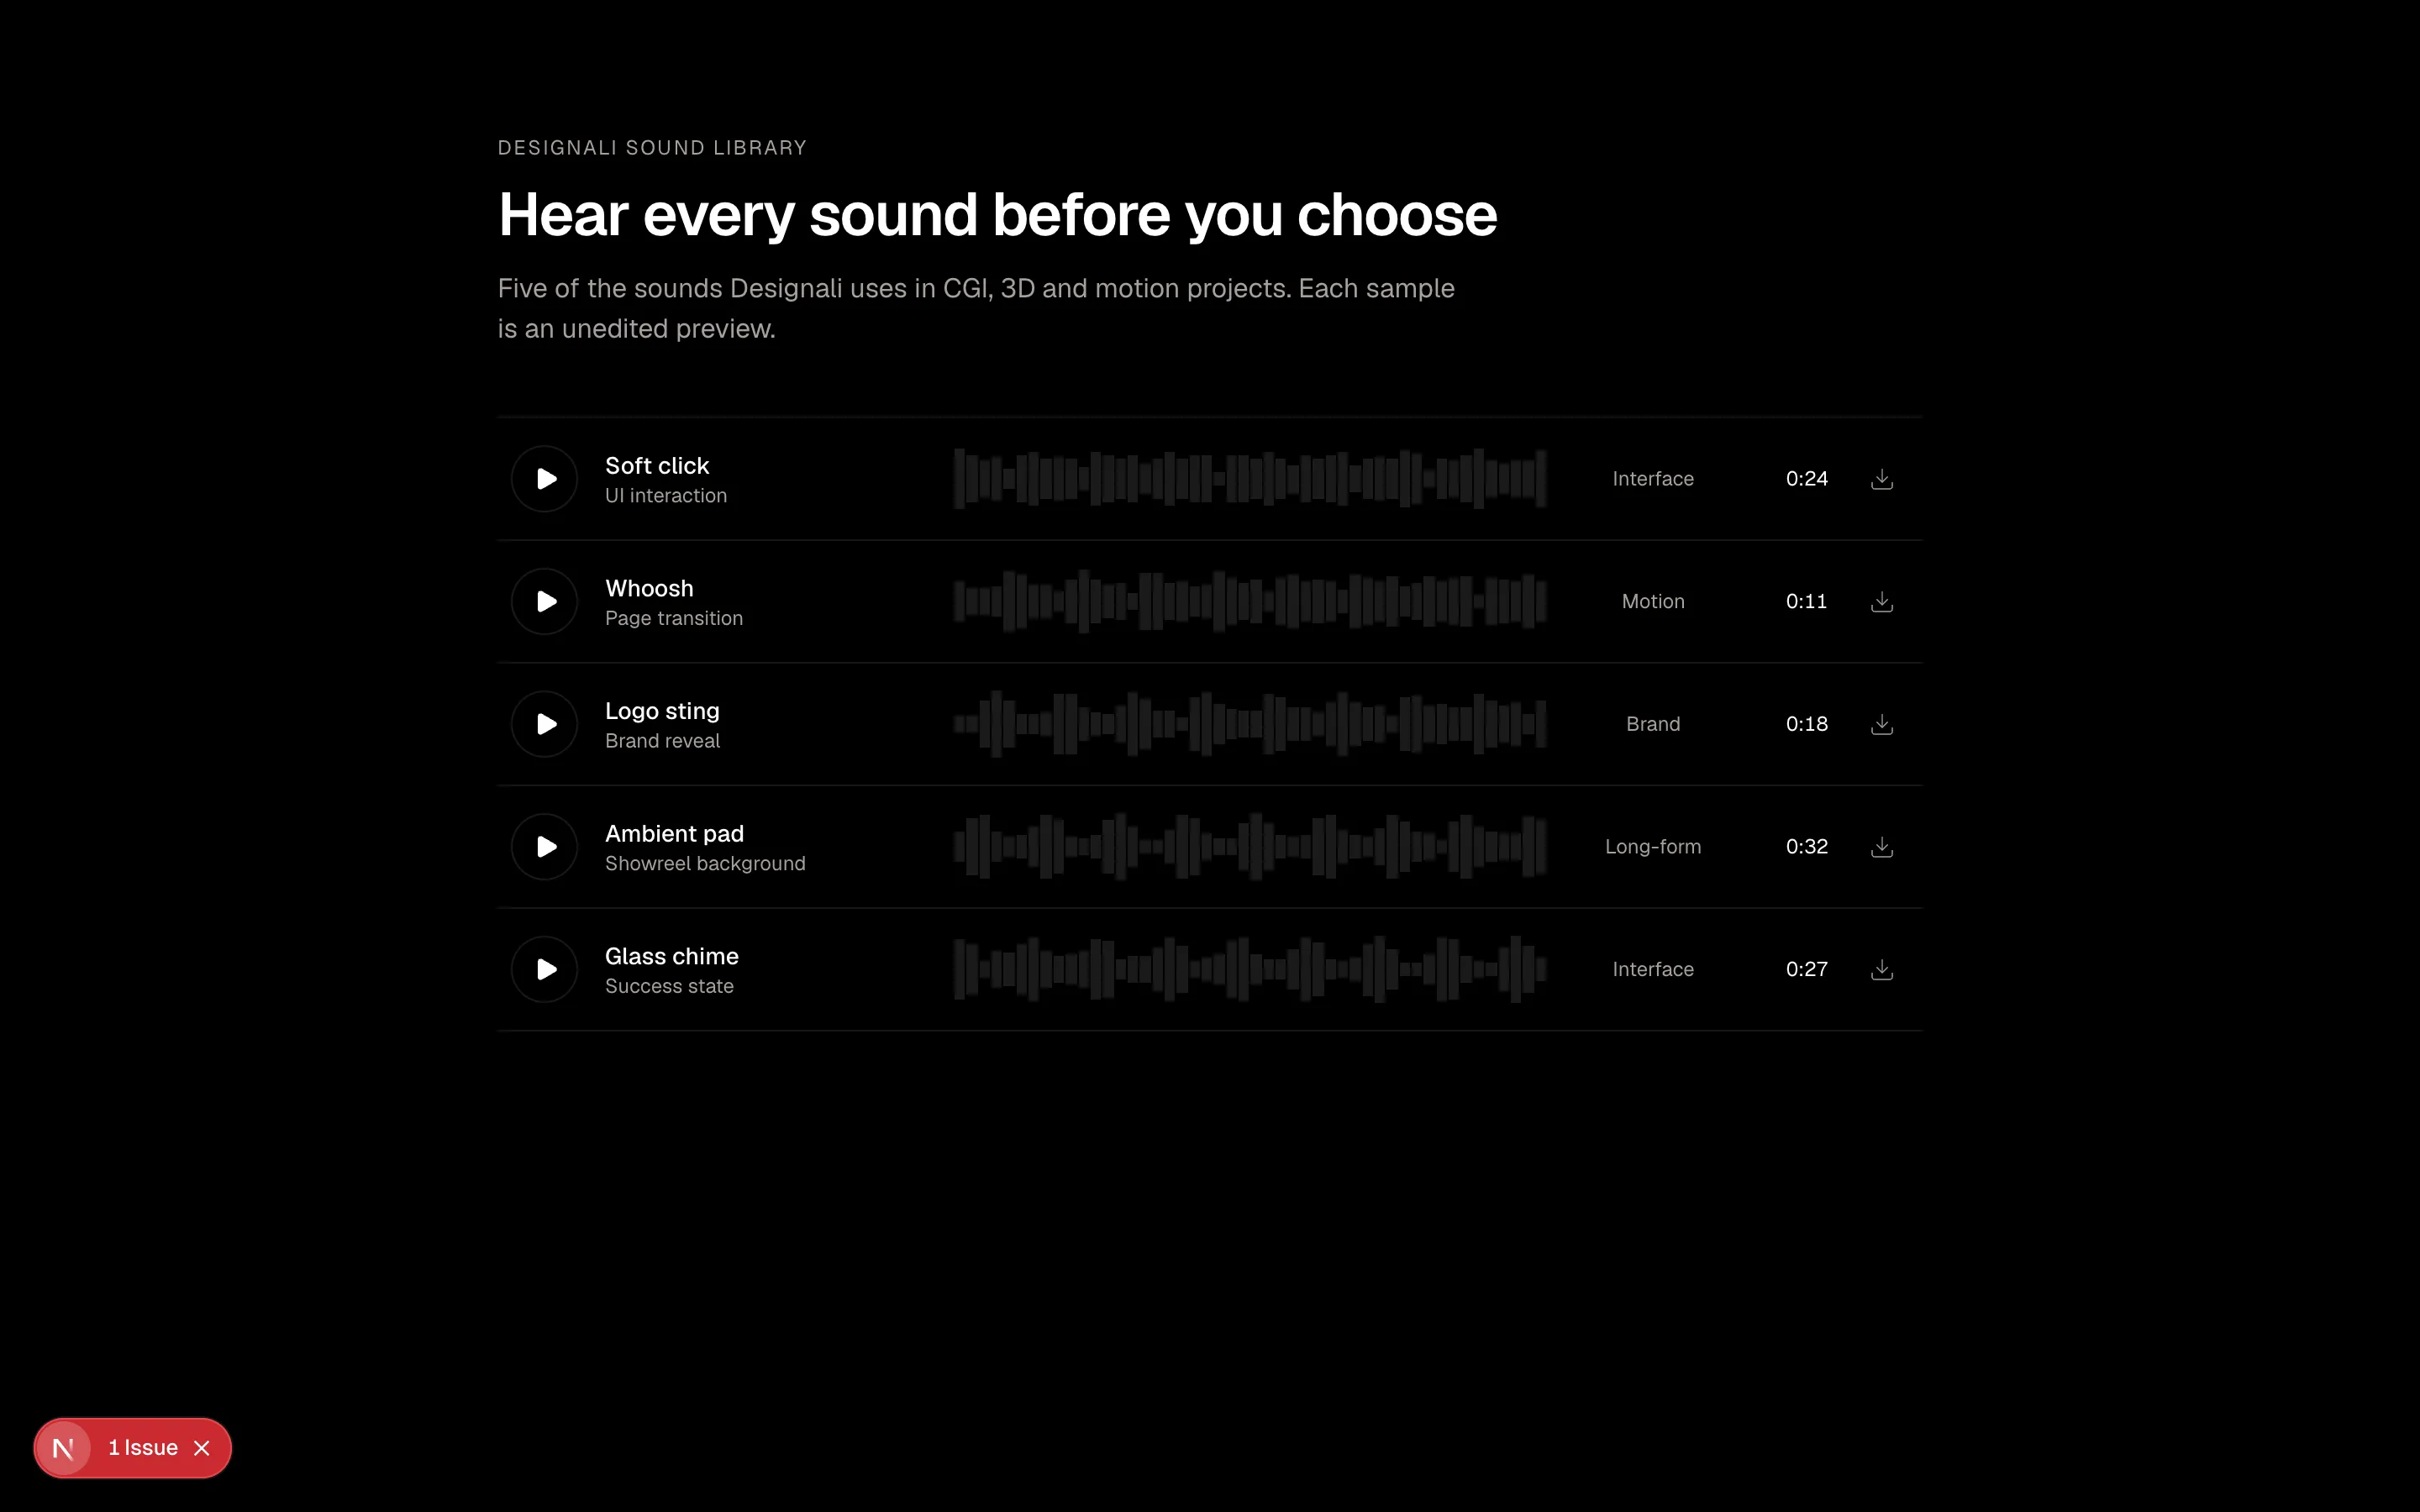 DESIGNALI SOUND LIBRARY
Hear every sound before you choose
Five of the sounds Designali uses in CGI, 3D and motion projects. Each sample
is an unedited preview.
Soft click
UI interaction
Interface
0:24
Whoosh
Page transition
Motion
0:11
Logo sting
Brand reveal
Brand
0:18
Ambient pad
Showreel background
Long-form
0:32
Glass chime
Success state
Interface
0:27
N
1 Issue